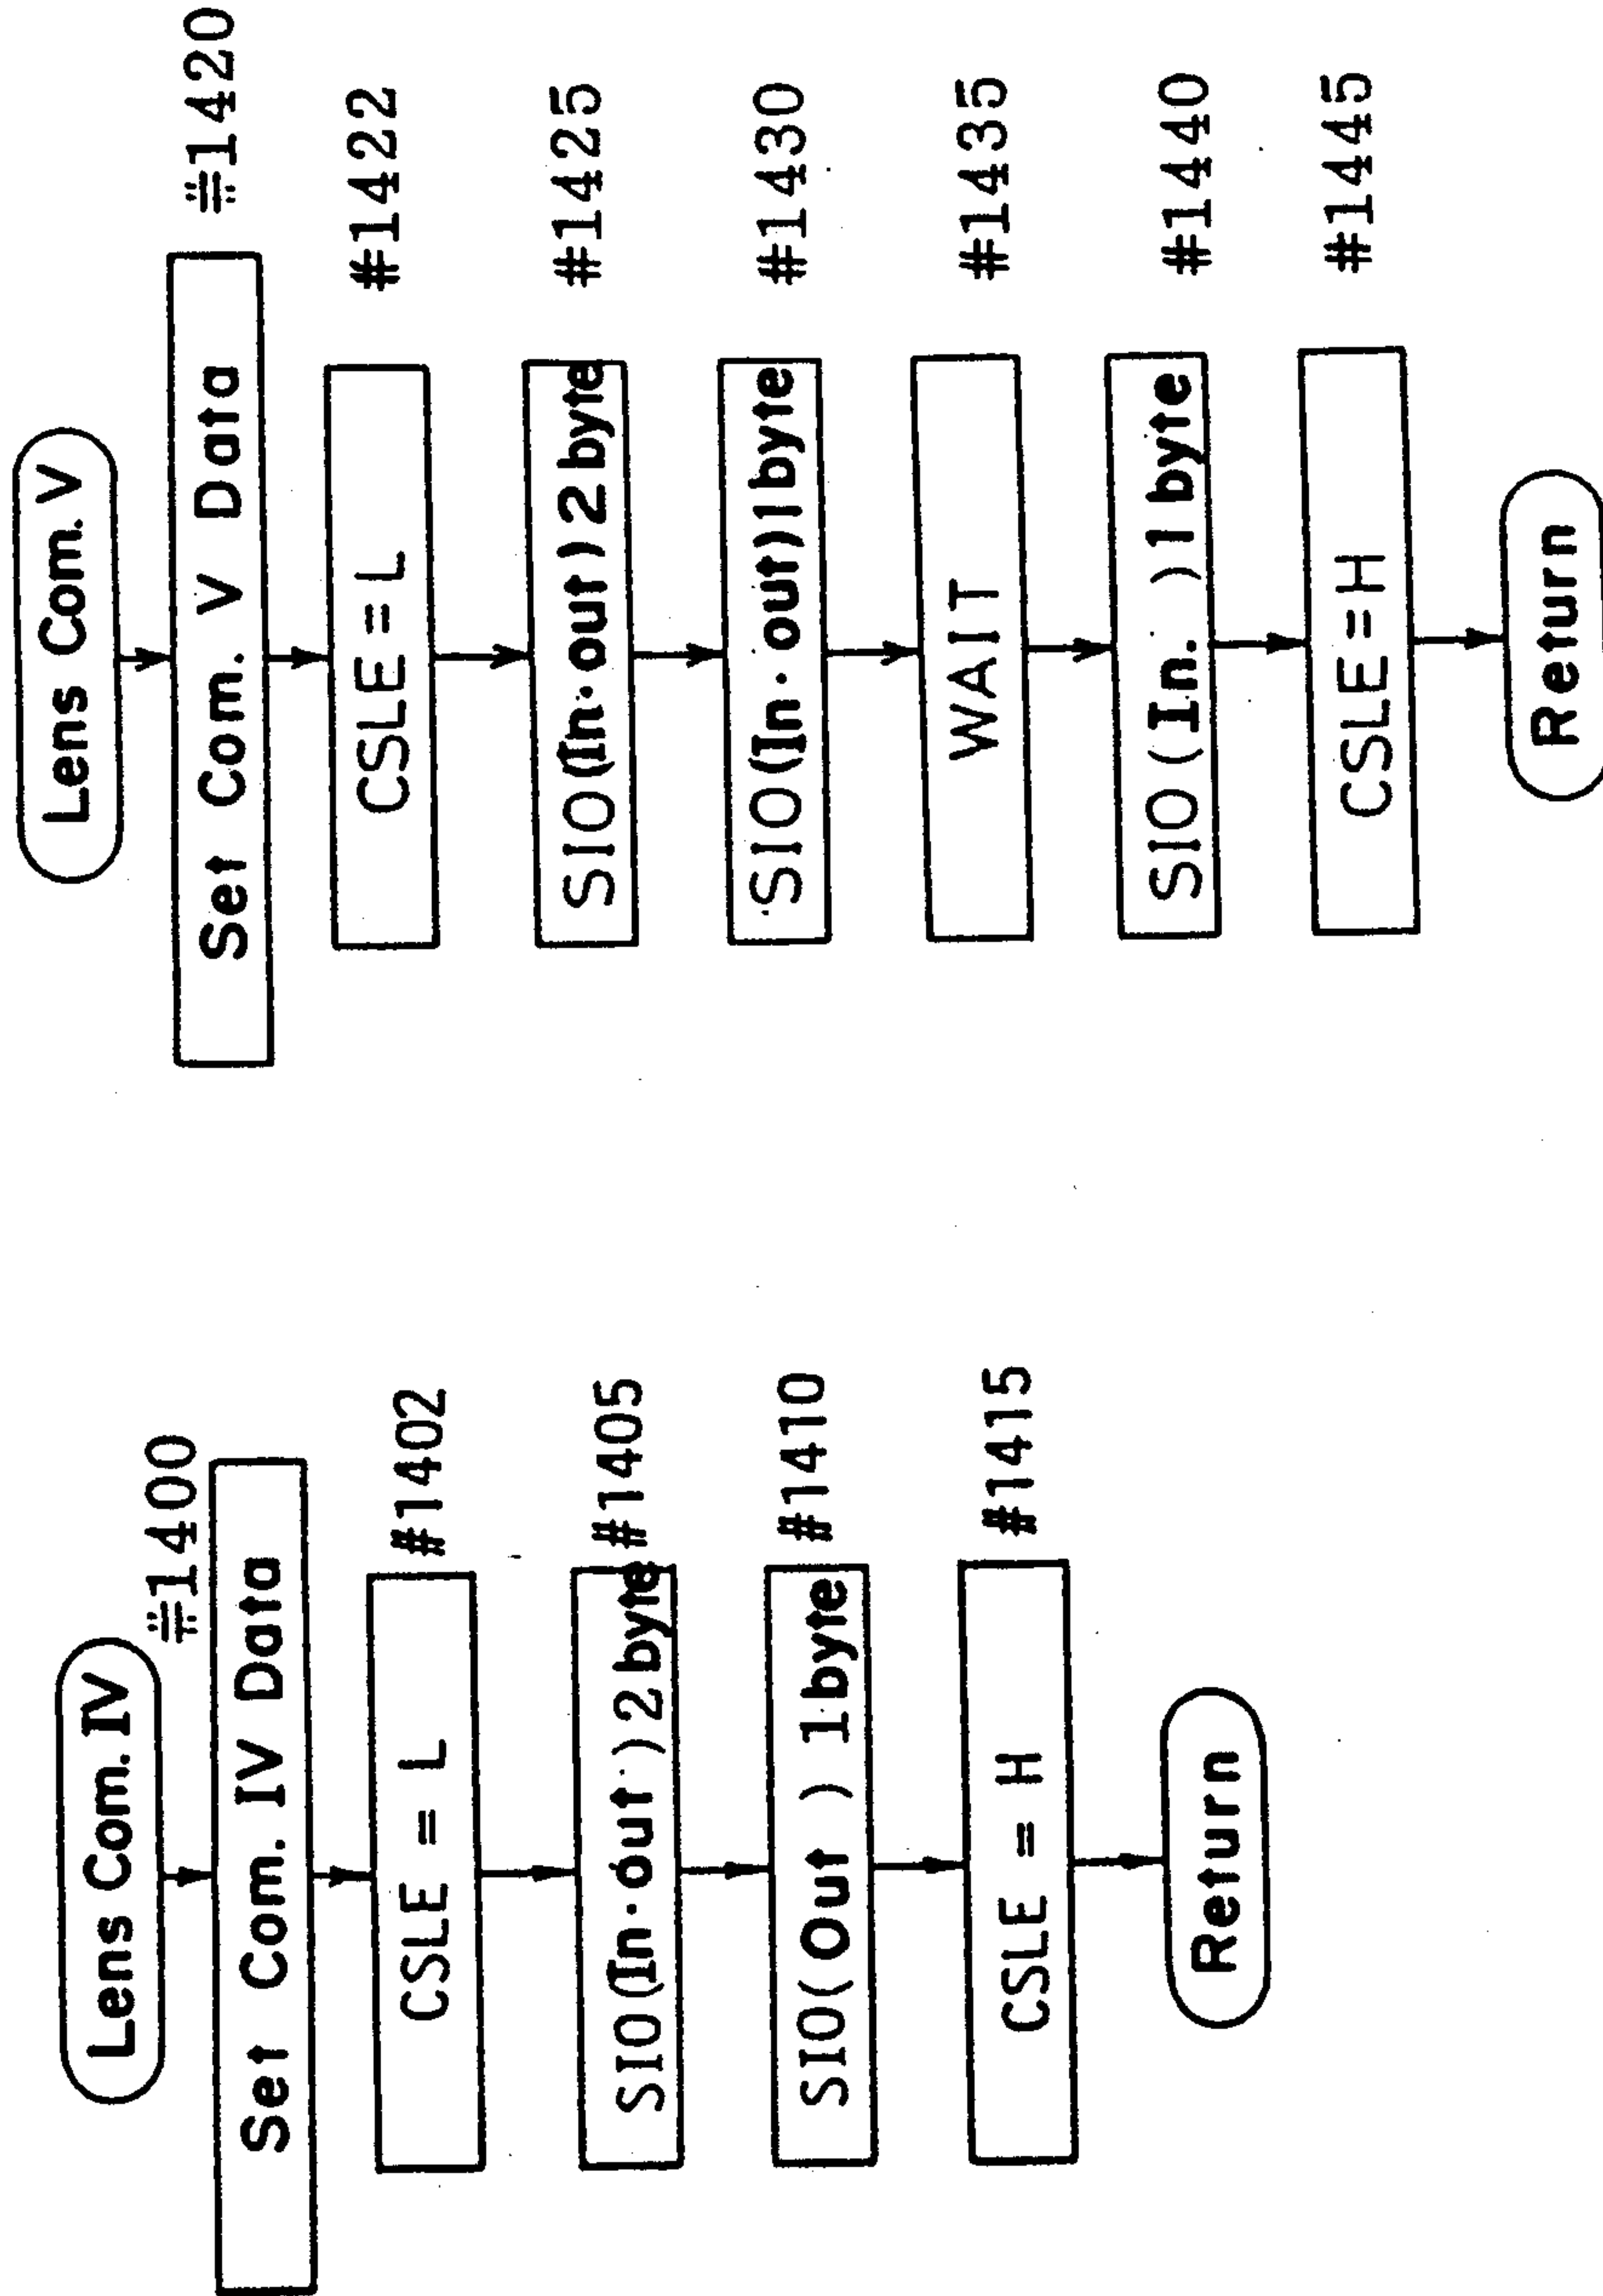 Lens Com. IV
#1400
Set Com. IV Data
CSLE = L
#1402
SIO (In·out) 2 byte
#1405
SIO (Out ) 1 byte
#1410
CSLE = H
#1415
Return
Lens Com. V
Set Com. V Data
#1420
CSLE = L
#1422
SIO (In·out) 2 byte
#1425
SIO (In·out) 1 byte
#1430
WAIT
#1435
SIO (In. ) 1 byte
#1440
CSLE = H
#1445
Return